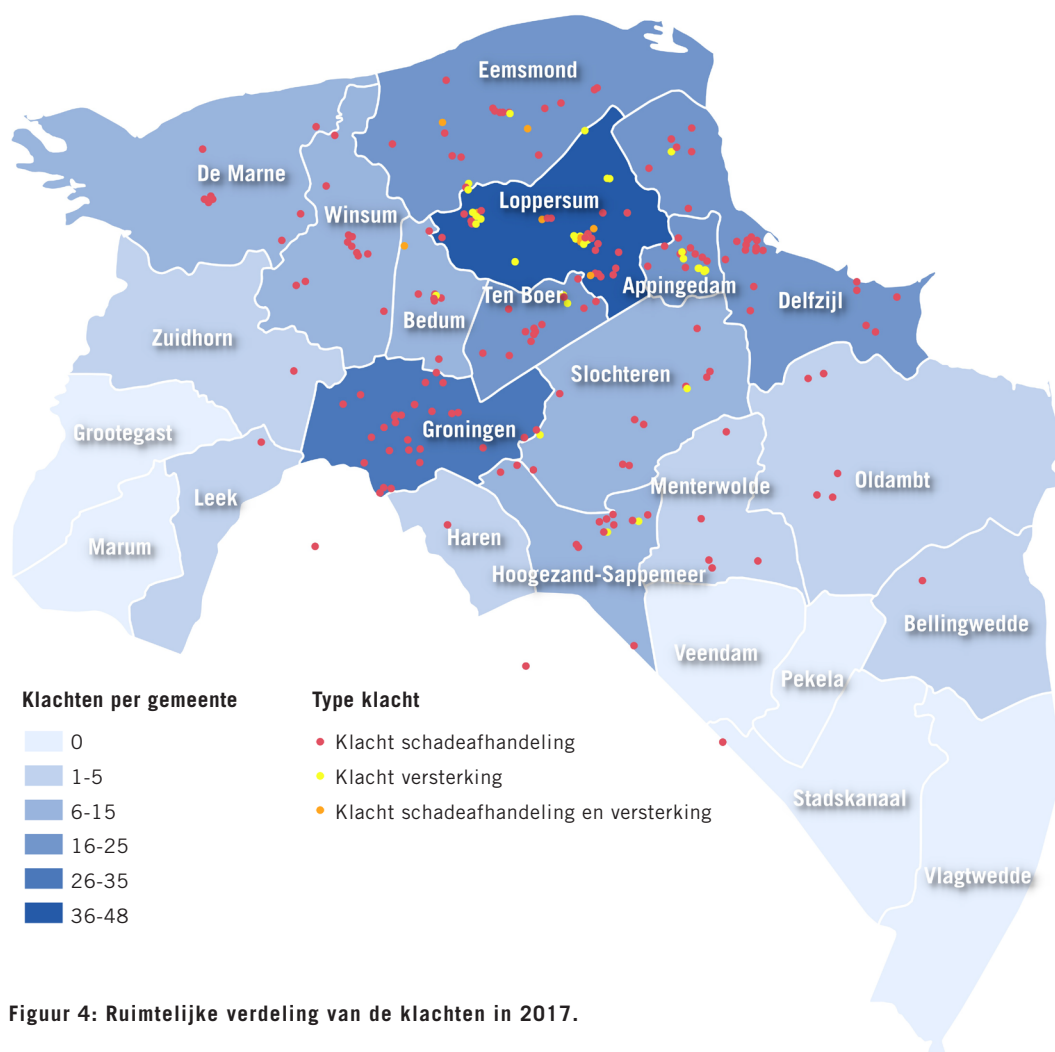 Eemsmond
De Marne
Winsum
Loppersum
Appingedam
Ten Boer
Delfzijl
Bedum
Zuidhorn
Slochteren
Grootegast
Groningen
Oldambt
Leek
Menterwolde
Haren
Marum
Hoogezand-Sappemeer
Bellingwedde
Veendam
Pekela
Stadskanaal
Vlagtwedde
Klachten per gemeente
0
1-5
6-15
16-25
26-35
36-48
Type klacht
Klacht schadeafhandeling
Klacht versterking
Klacht schadeafhandeling en versterking
Figuur 4: Ruimtelijke verdeling van de klachten in 2017.